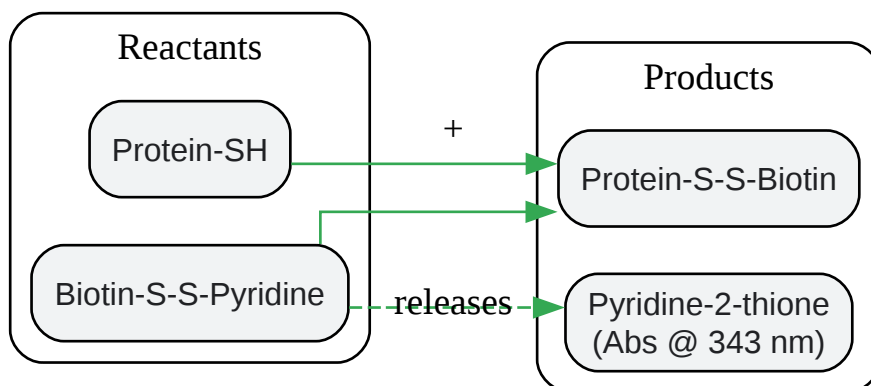 Reactants
Products
Protein-SH
+
Protein-S-S-Biotin
Biotin-S-S-Pyridine
releases
Pyridine-2-thione
(Abs @ 343 nm)